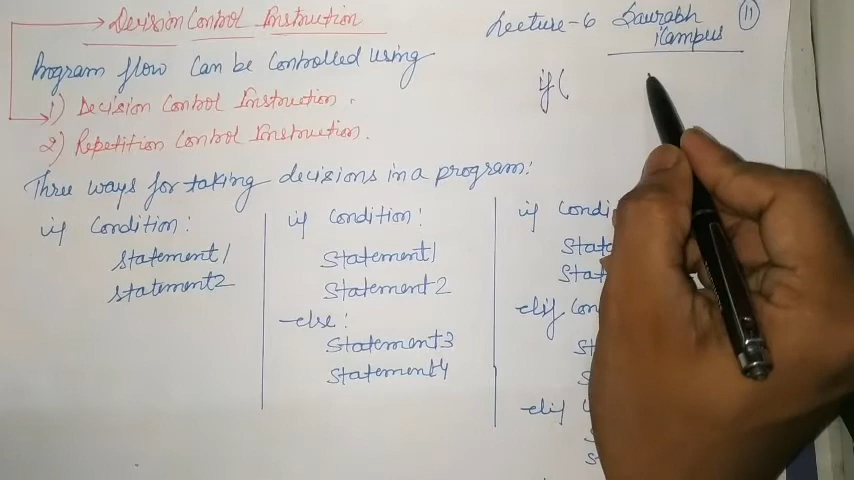 Decision Control Instruction
Lecture-6 Saurabh
iCampus
11
Program flow can be controlled using
if(
1) Decision Control Instruction.
2) Repetition Control Instruction.
Three ways for taking decisions in a program:
if Condition:
statement1
statement2
if condition:
Statement1
Statement2
else:
Statement3
Statement4
if
elif
elif